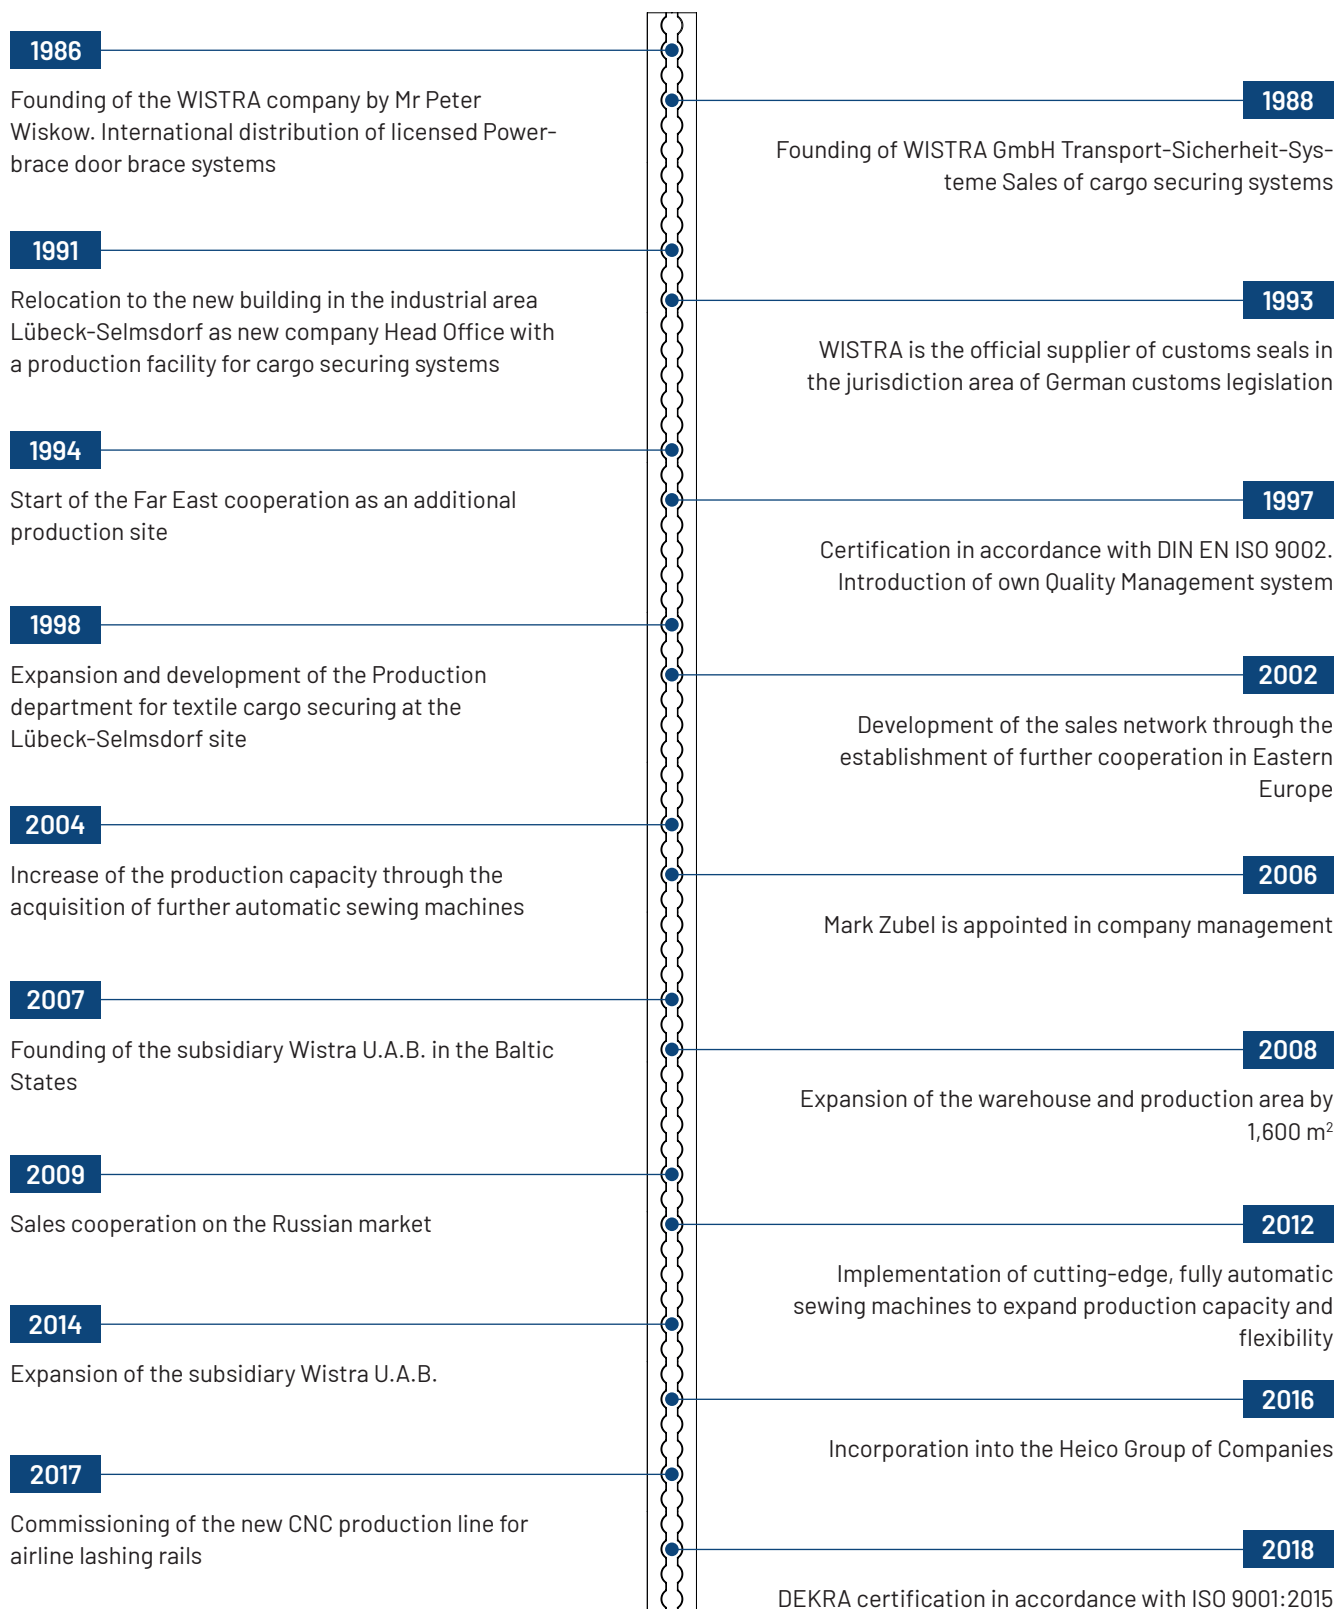 1986
Founding of the WISTRA company by Mr Peter
Wiskow. International distribution of licensed Power-
brace door brace systems
1988
Founding of WISTRA GmbH Transport-Sicherheit-Sys-
teme Sales of cargo securing systems
1991
Relocation to the new building in the industrial area
Lübeck-Selmsdorf as new company Head Office with
a production facility for cargo securing systems
1993
WISTRA is the official supplier of customs seals in
the jurisdiction area of German customs legislation
1994
Start of the Far East cooperation as an additional
production site
1997
Certification in accordance with DIN EN ISO 9002.
Introduction of own Quality Management system
1998
Expansion and development of the Production
department for textile cargo securing at the
Lübeck-Selmsdorf site
2002
Development of the sales network through the
establishment of further cooperation in Eastern
Europe
2004
Increase of the production capacity through the
acquisition of further automatic sewing machines
2006
Mark Zubel is appointed in company management
2007
Founding of the subsidiary Wistra U.A.B. in the Baltic
States
2008
Expansion of the warehouse and production area by
1,600 m²
2009
Sales cooperation on the Russian market
2012
Implementation of cutting-edge, fully automatic
sewing machines to expand production capacity and
flexibility
2014
Expansion of the subsidiary Wistra U.A.B.
2016
Incorporation into the Heico Group of Companies
2017
Commissioning of the new CNC production line for
airline lashing rails
2018
DEKRA certification in accordance with ISO 9001:2015